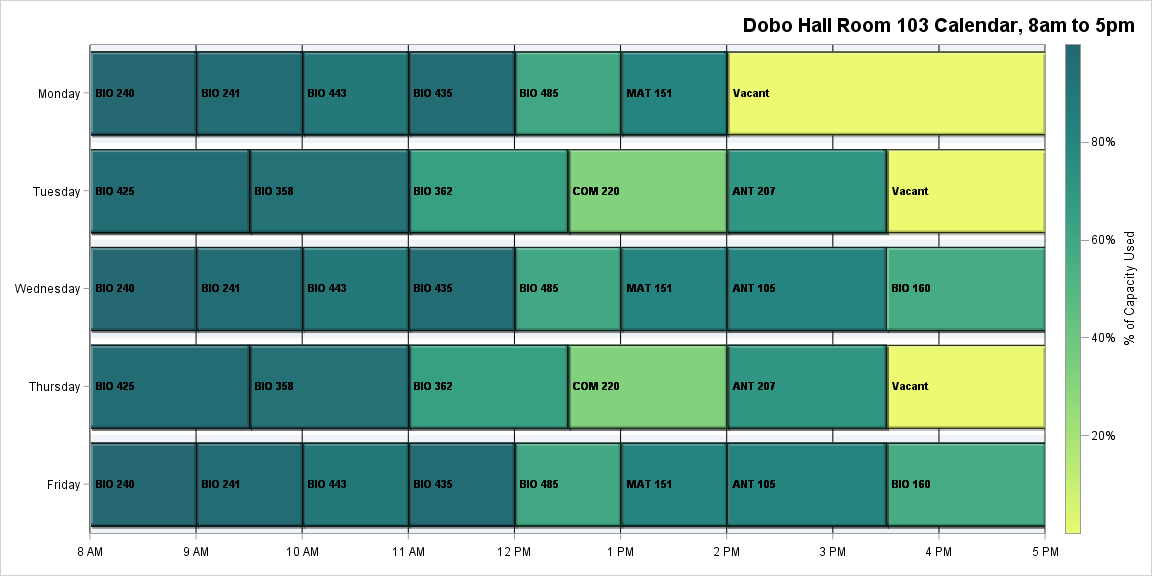 Dobo Hall Room 103 Calendar, 8am to 5pm
Monday BIO 240 BIO 241 BIO 443 BIO 435 BIO 485 MAT 151 Vacant
Tuesday BIO 425 BIO 358 BIO 362 COM 220 ANT 207 Vacant
Wednesday BIO 240 BIO 241 BIO 443 BIO 435 BIO 485 MAT 151 ANT 105 BIO 160
Thursday BIO 425 BIO 358 BIO 362 COM 220 ANT 207 Vacant
Friday BIO 240 BIO 241 BIO 443 BIO 435 BIO 485 MAT 151 ANT 105 BIO 160
8 AM 9 AM 10 AM 11 AM 12 PM 1 PM 2 PM 3 PM 4 PM 5 PM
80%
60%
40%
20%
% of Capacity Used